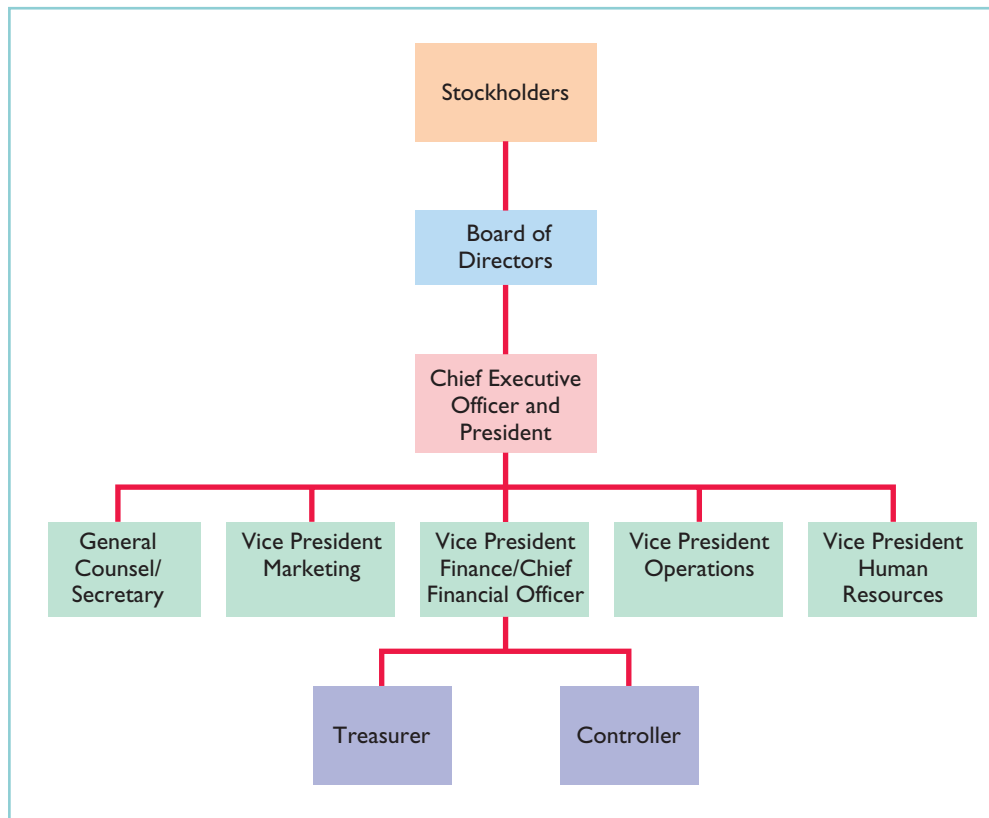 Stockholders
Board of
Directors
Chief Executive
Officer and
President
General
Counsel/
Secretary
Vice President
Marketing
Vice President
Finance/Chief
Financial Officer
Vice President
Operations
Vice President
Human
Resources
Treasurer
Controller